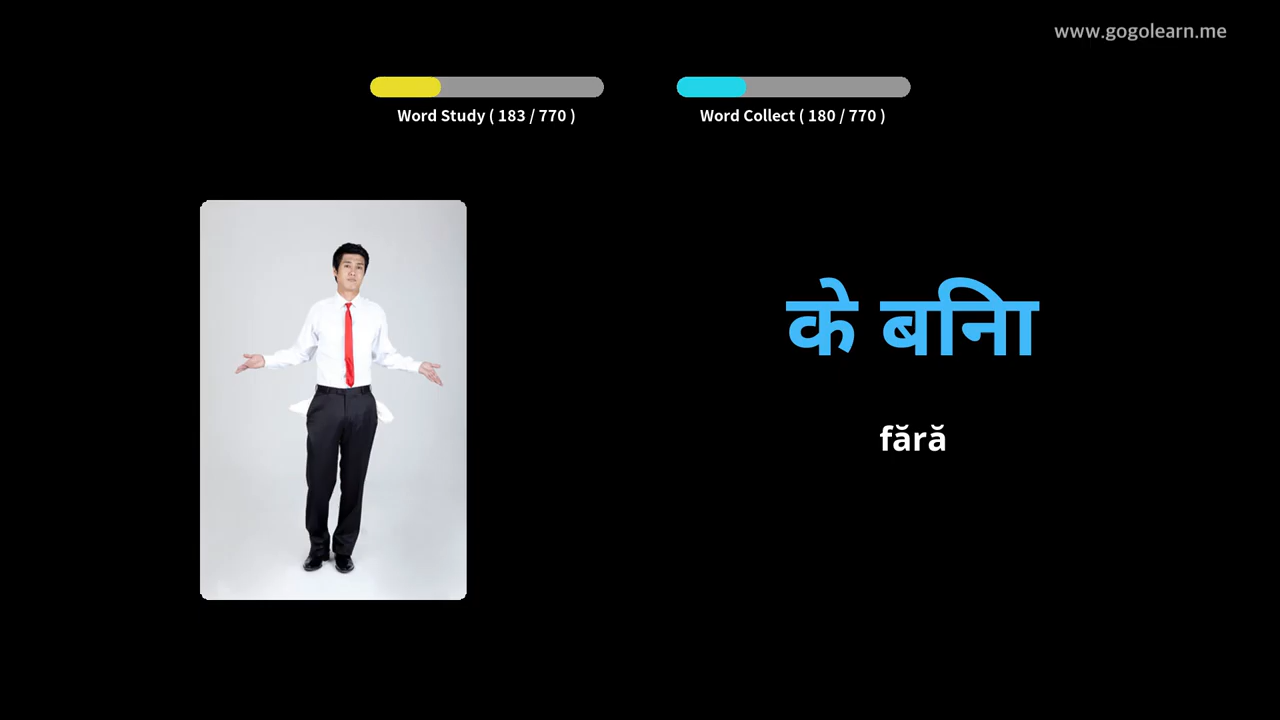 www.gogolearn.me
Word Study ( 183 / 770 )
Word Collect ( 180 / 770 )
के बिना
fără